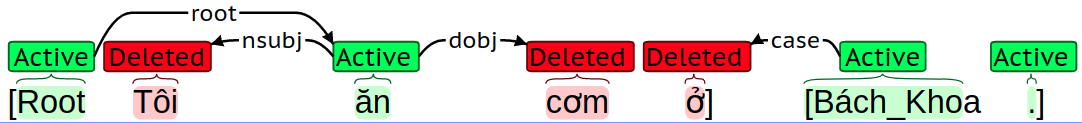 root
nsubj dobj case
Active Deleted Active Deleted Deleted Active Active
[Root Tôi ăn cơm ở] [Bách_Khoa .]